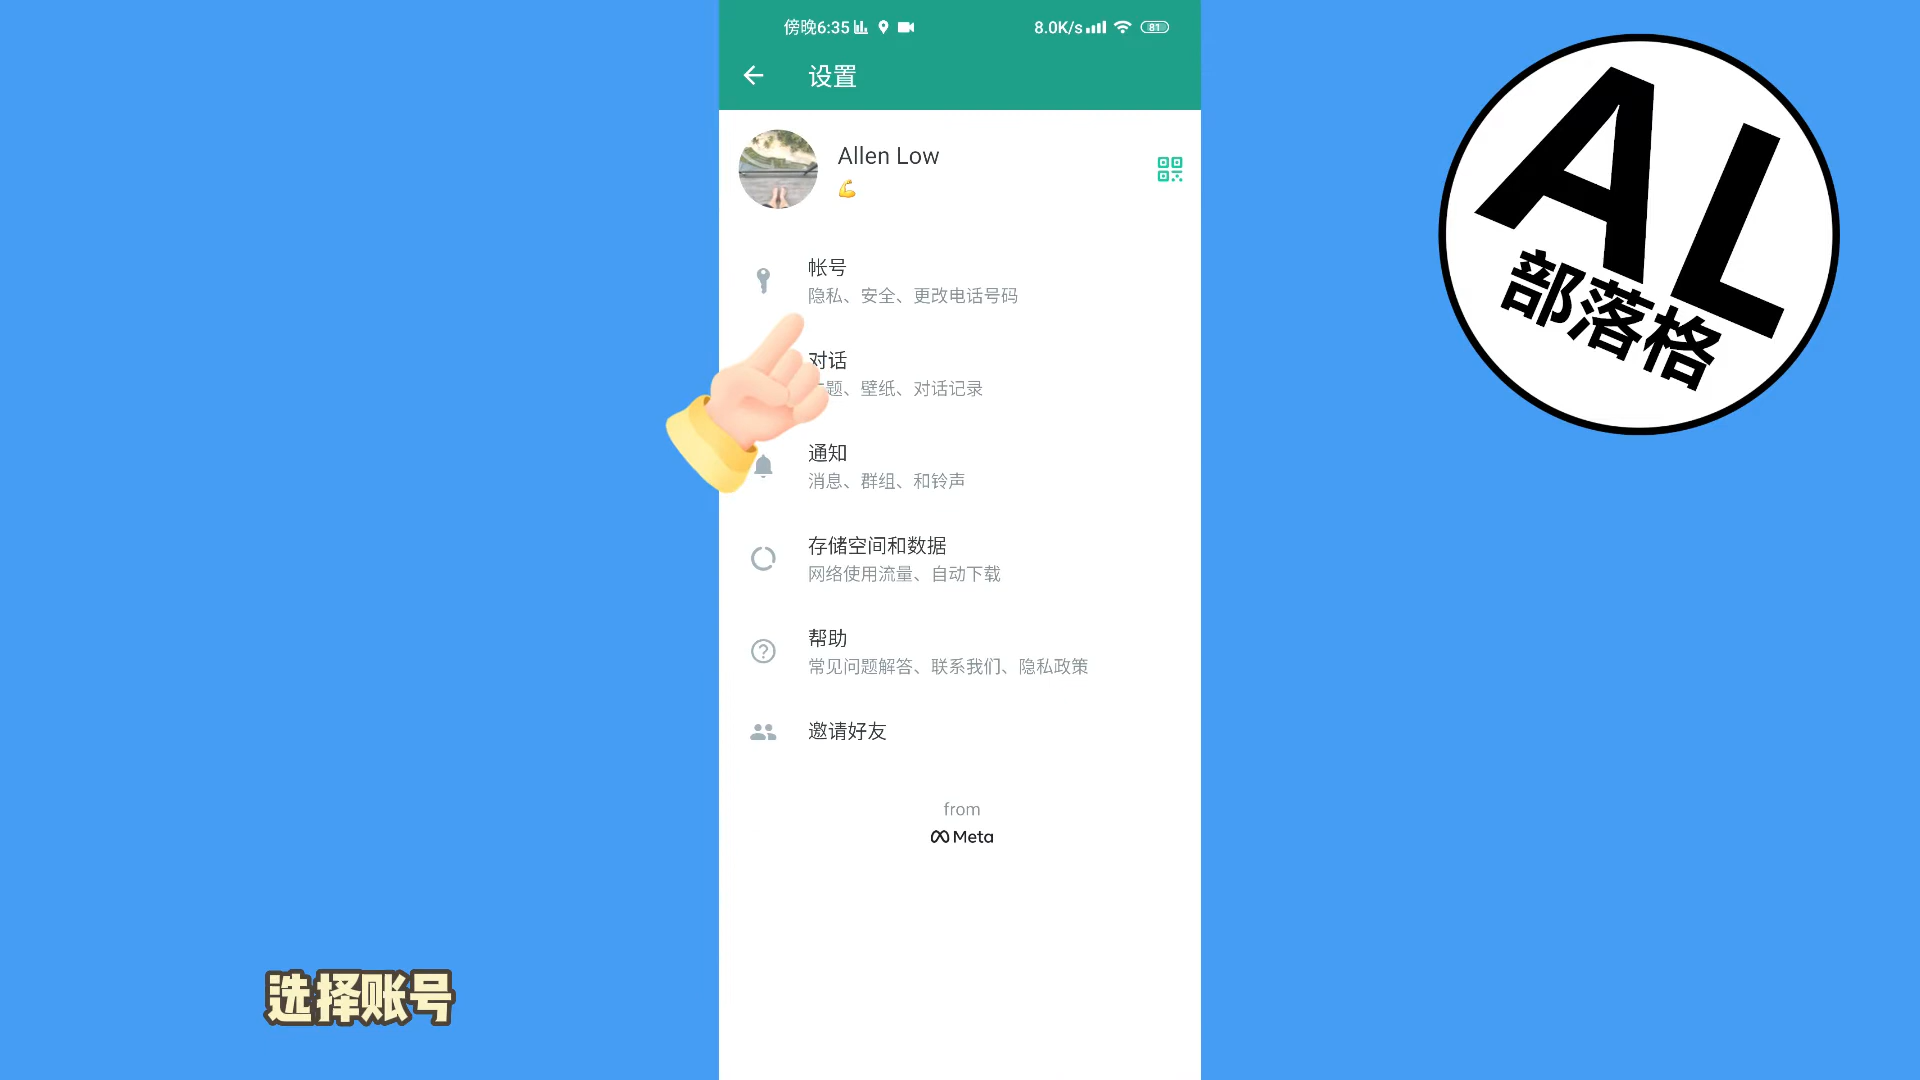 傍晚6:35
8.0K/s
81
设置
Allen Low
帐号
隐私、安全、更改电话号码
对话
题、壁纸、对话记录
通知
消息、群组、和铃声
存储空间和数据
网络使用流量、自动下载
帮助
常见问题解答、联系我们、隐私政策
邀请好友
from
Meta
AL
部落格
选择账号